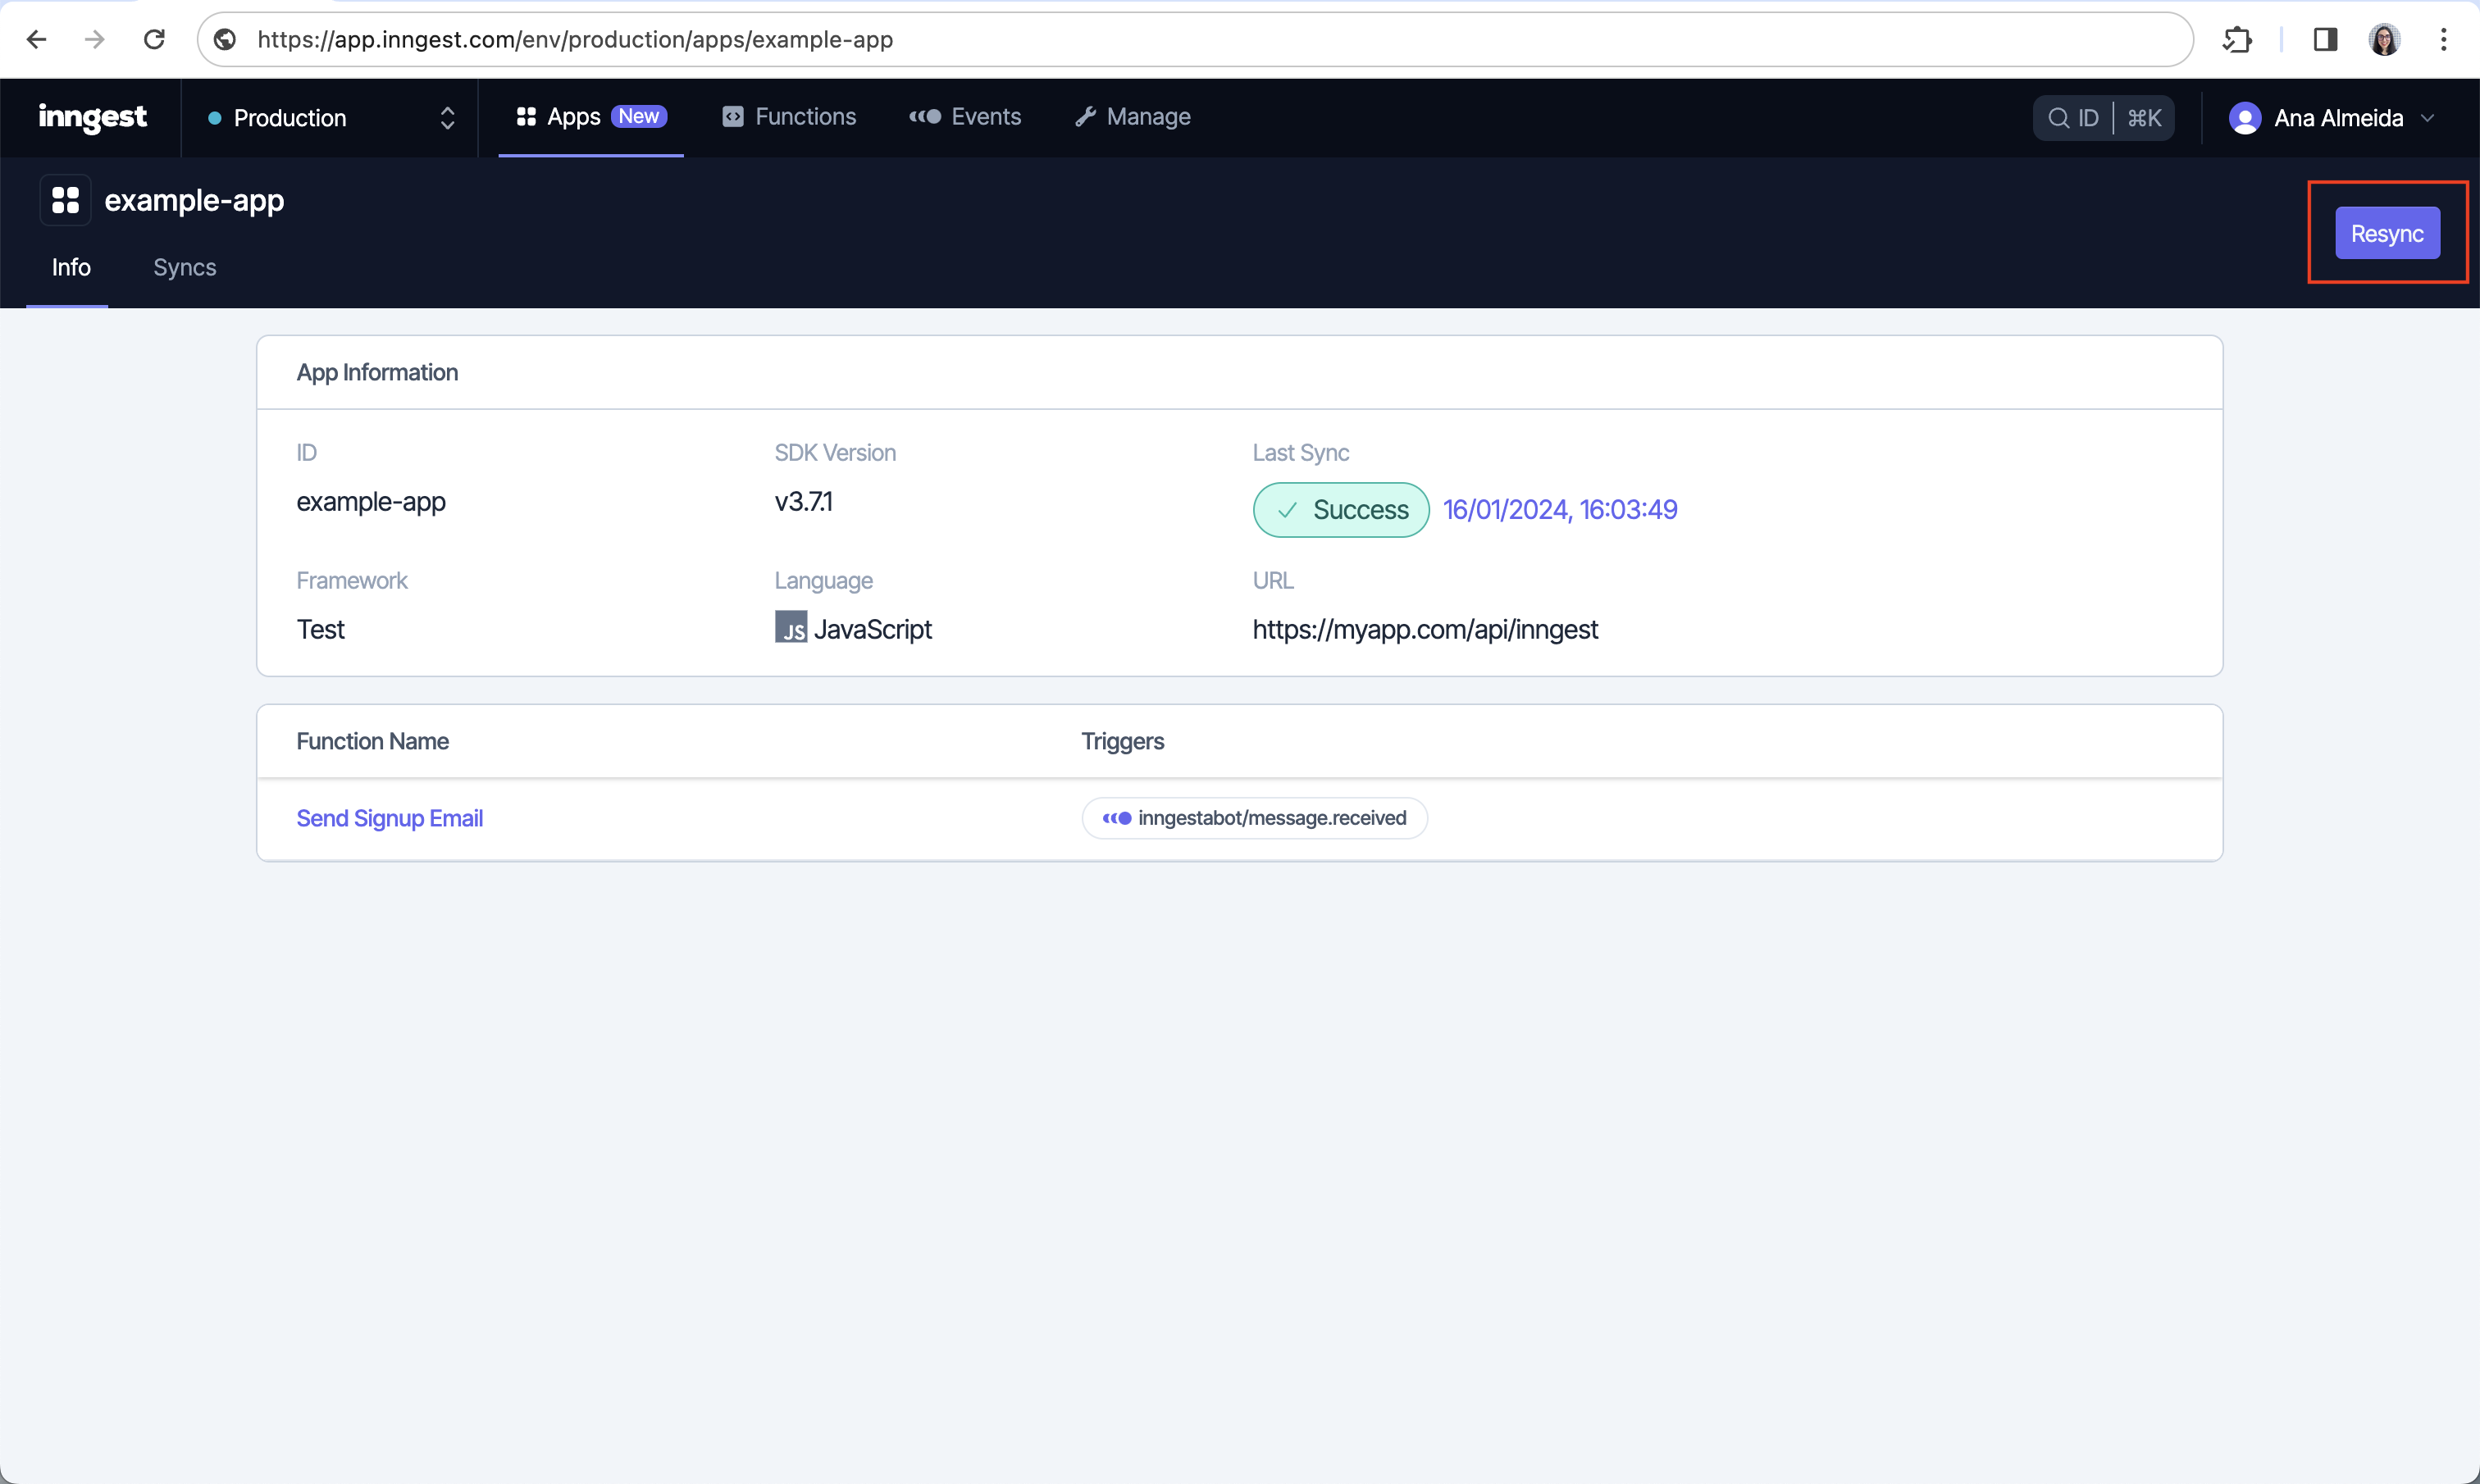 https://app.inngest.com/env/production/apps/example-app
inngest Production Apps New Functions Events Manage ID ⌘K Ana Almeida
example-app
Resync
Info Syncs
App Information
ID SDK Version Last Sync
example-app v3.7.1 Success 16/01/2024, 16:03:49
Framework Language URL
Test JS JavaScript https://myapp.com/api/inngest
Function Name Triggers
Send Signup Email inngestabot/message.received